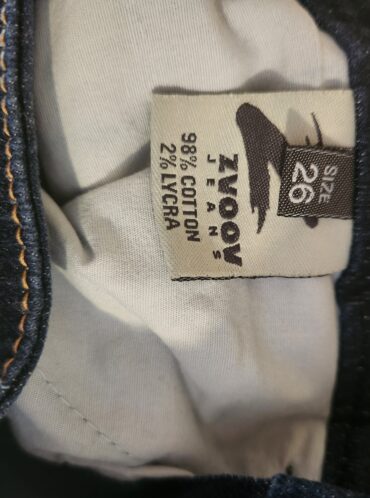 ZVOOV
JEANS
98% COTTON
2% LYCRA
SIZE
26